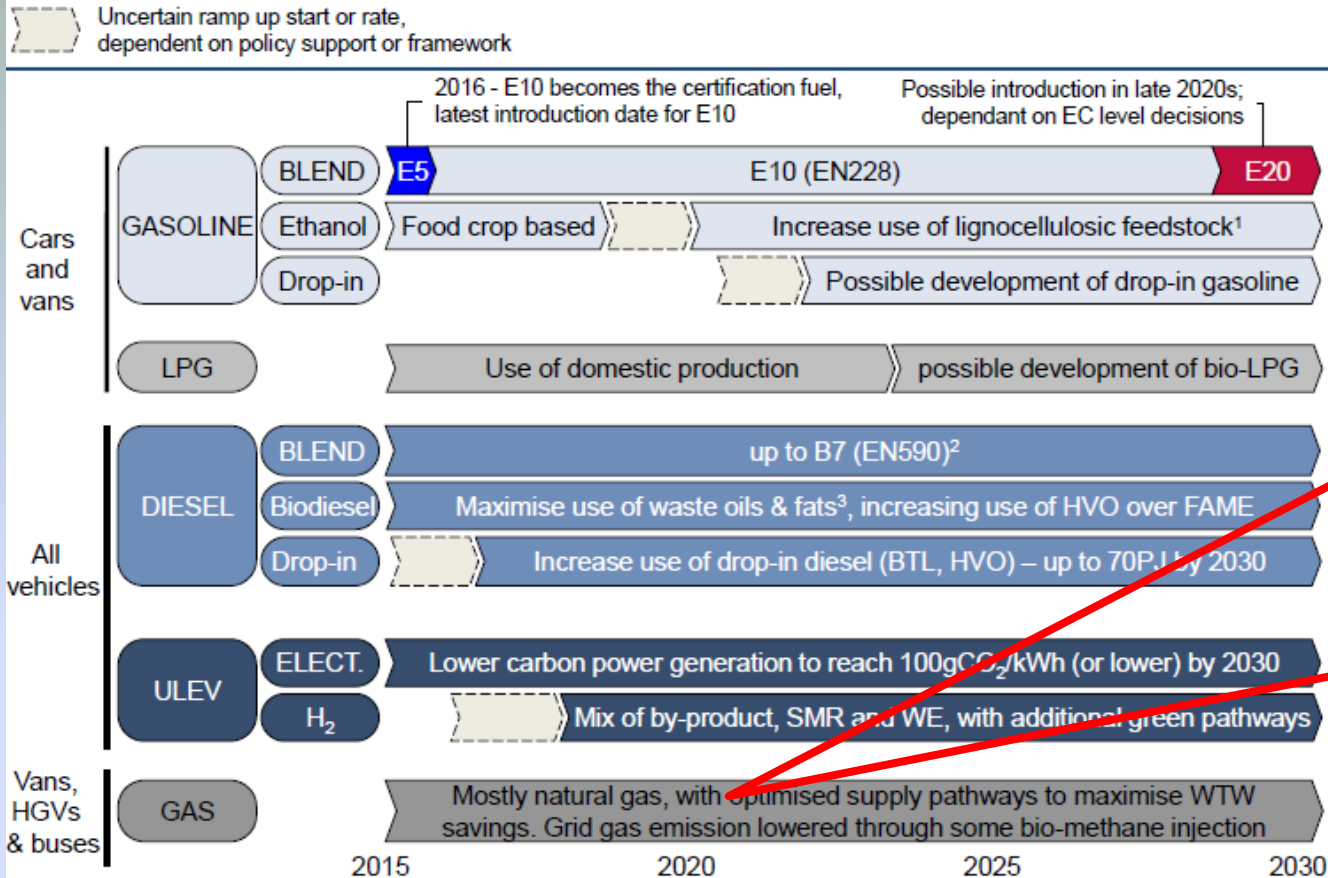 Uncertain ramp up start or rate,
dependent on policy support or framework
2016 - E10 becomes the certification fuel,
latest introduction date for E10
Possible introduction in late 2020s;
dependant on EC level decisions
Cars
and
vans
GASOLINE
BLEND
E5
E10 (EN228)
E20
Ethanol
Food crop based
Increase use of lignocellulosic feedstock¹
Drop-in
Possible development of drop-in gasoline
LPG
Use of domestic production
possible development of bio-LPG
All
vehicles
DIESEL
BLEND
up to B7 (EN590)²
Biodiesel
Maximise use of waste oils & fats³, increasing use of HVO over FAME
Drop-in
Increase use of drop-in diesel (BTL, HVO) – up to 70PJ by 2030
ULEV
ELECT.
Lower carbon power generation to reach 100gCO₂/kWh (or lower) by 2030
H₂
Mix of by-product, SMR and WE, with additional green pathways
Vans,
HGVs
& buses
GAS
Mostly natural gas, with optimised supply pathways to maximise WTW
savings. Grid gas emission lowered through some bio-methane injection
2015
2020
2025
2030